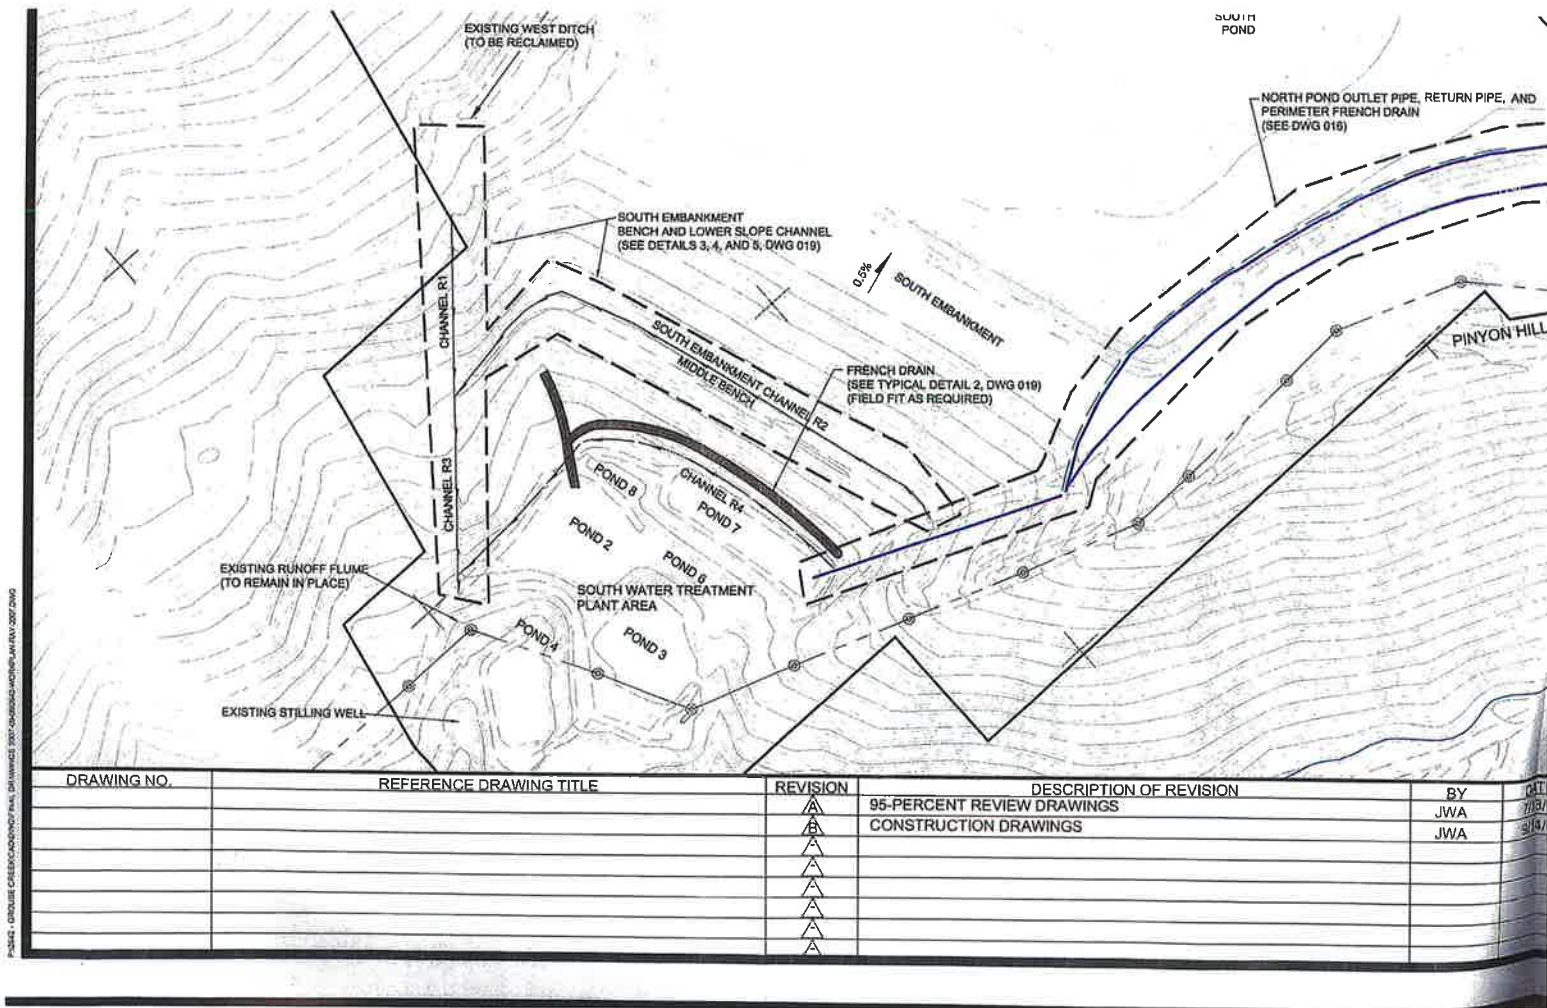 SOUTH
POND
EXISTING WEST DITCH
(TO BE RECLAIMED)
NORTH POND OUTLET PIPE, RETURN PIPE, AND
PERIMETER FRENCH DRAIN
(SEE DWG 016)
SOUTH EMBANKMENT
BENCH AND LOWER SLOPE CHANNEL
(SEE DETAILS 3, 4, AND 5, DWG 019)
0.5%
SOUTH EMBANKMENT
CHANNEL R1
SOUTH EMBANKMENT CHANNEL R2
MIDDLE BENCH
PINYON HILL
FRENCH DRAIN
(SEE TYPICAL DETAIL 2, DWG 019)
(FIELD FIT AS REQUIRED)
CHANNEL R3
POND 8
CHANNEL R4
POND 7
POND 2
POND 6
EXISTING RUNOFF FLUME
(TO REMAIN IN PLACE)
SOUTH WATER TREATMENT
PLANT AREA
POND 4
POND 3
EXISTING STILLING WELL
DRAWING NO. REFERENCE DRAWING TITLE REVISION DESCRIPTION OF REVISION BY
A 95-PERCENT REVIEW DRAWINGS JWA
B CONSTRUCTION DRAWINGS JWA
-
-
-
-
-
-